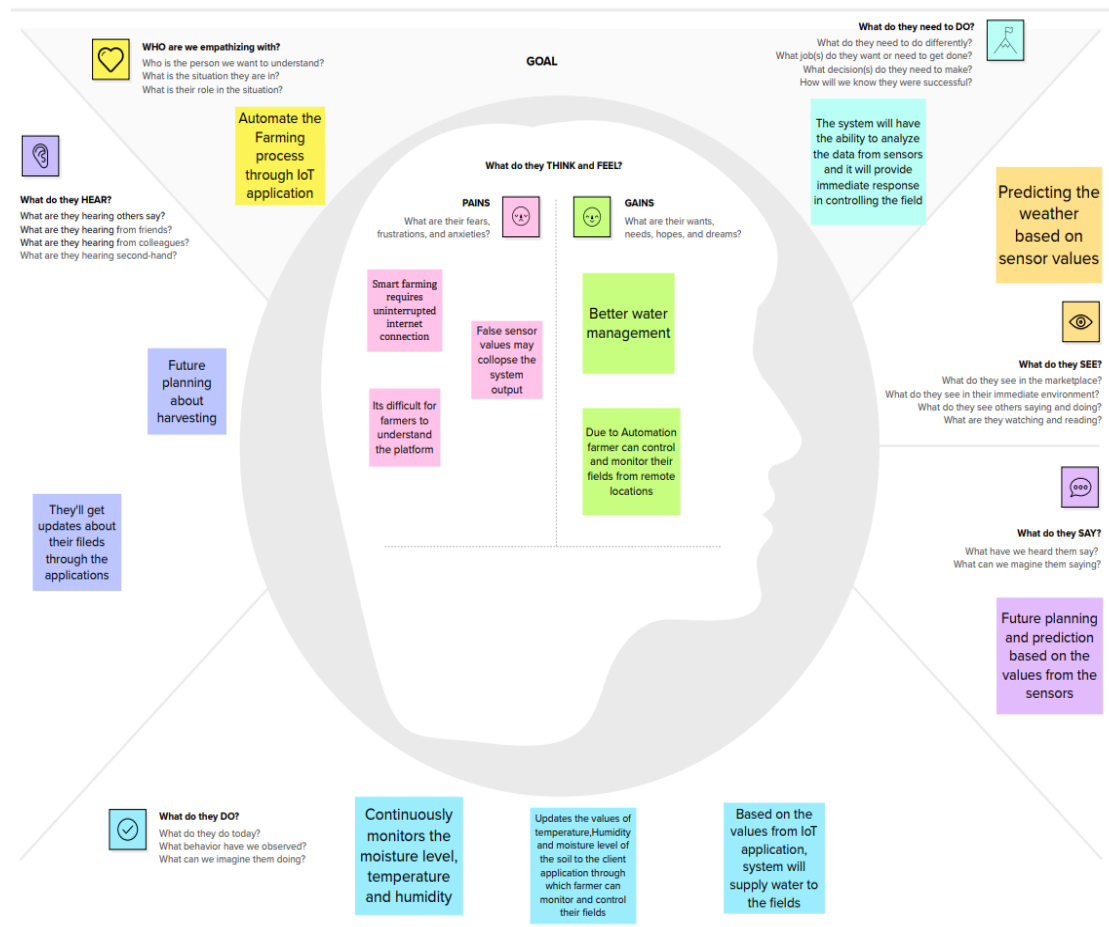 WHO are we empathizing with?
Who is the person we want to understand?
What is the situation they are in?
What is their role in the situation?
Automate the
Farming
process
through IoT
application
GOAL
What do they need to DO?
What do they need to do differently?
What job(s) do they want or need to get done?
What decision(s) do they need to make?
How will we know they were successful?
The system will have
the ability to analyze
the data from sensors
and it will provide
immediate response
in controlling the field
What do they HEAR?
What are they hearing others say?
What are they hearing from friends?
What are they hearing from colleagues?
What are they hearing second-hand?
Future
planning
about
harvesting
They'll get
updates about
their fileds
through the
applications
What do they THINK and FEEL?
PAINS
What are their fears,
frustrations, and anxieties?
Smart farming
requires
uninterrupted
internet
connection
False sensor
values may
collopse the
system
output
Its difficult for
farmers to
understand
the platform
GAINS
What are their wants,
needs, hopes, and dreams?
Better water
management
Due to Automation
farmer can control
and monitor their
fields from remote
locations
Predicting the
weather
based on
sensor values
What do they SEE?
What do they see in the marketplace?
What do they see in their immediate environment?
What do they see others saying and doing?
What are they watching and reading?
What do they SAY?
What have we heard them say?
What can we magine them saying?
Future planning
and prediction
based on the
values from the
sensors
What do they DO?
What do they do today?
What behavior have we observed?
What can we imagine them doing?
Continuously
monitors the
moisture level,
temperature
and humidity
Updates the values of
temperature,Humidity
and moisture level of
the soil to the client
application through
which farmer can
monitor and control
their fields
Based on the
values from IoT
application,
system will
supply water to
the fields